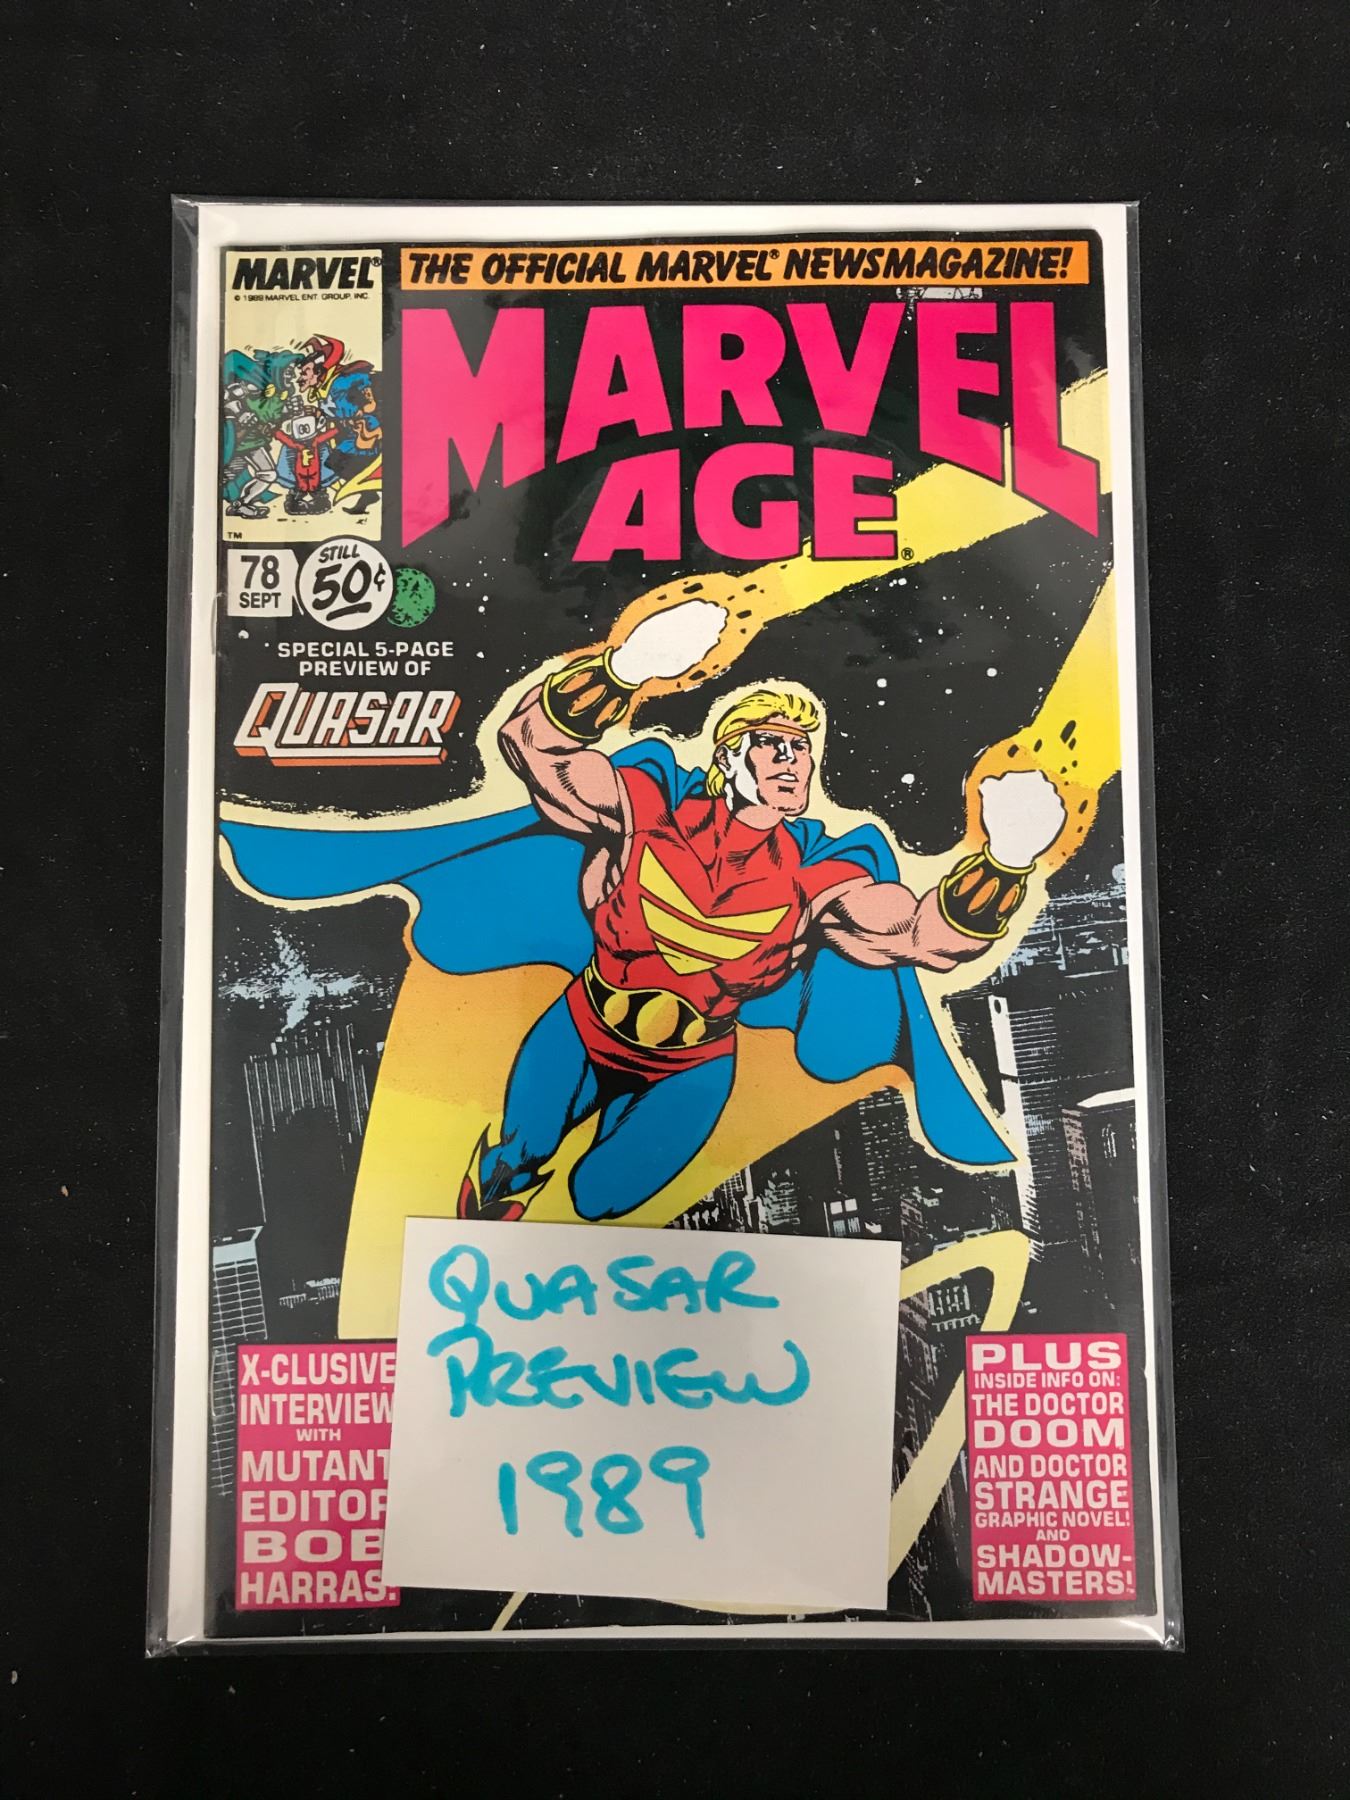 MARVEL®
© 1989 MARVEL ENT. GROUP, INC.
THE OFFICIAL MARVEL® NEWSMAGAZINE!
MARVEL
AGE®
TM
78
SEPT
STILL
50¢
SPECIAL 5-PAGE
PREVIEW OF
QUASAR
X-CLUSIVE
INTERVIEW
WITH
MUTANT
EDITOR
BOB
HARRAS!
QUASAR
PREVIEW
1989
PLUS
INSIDE INFO ON:
THE DOCTOR
DOOM
AND DOCTOR
STRANGE
GRAPHIC NOVEL!
AND
SHADOW-
MASTERS!